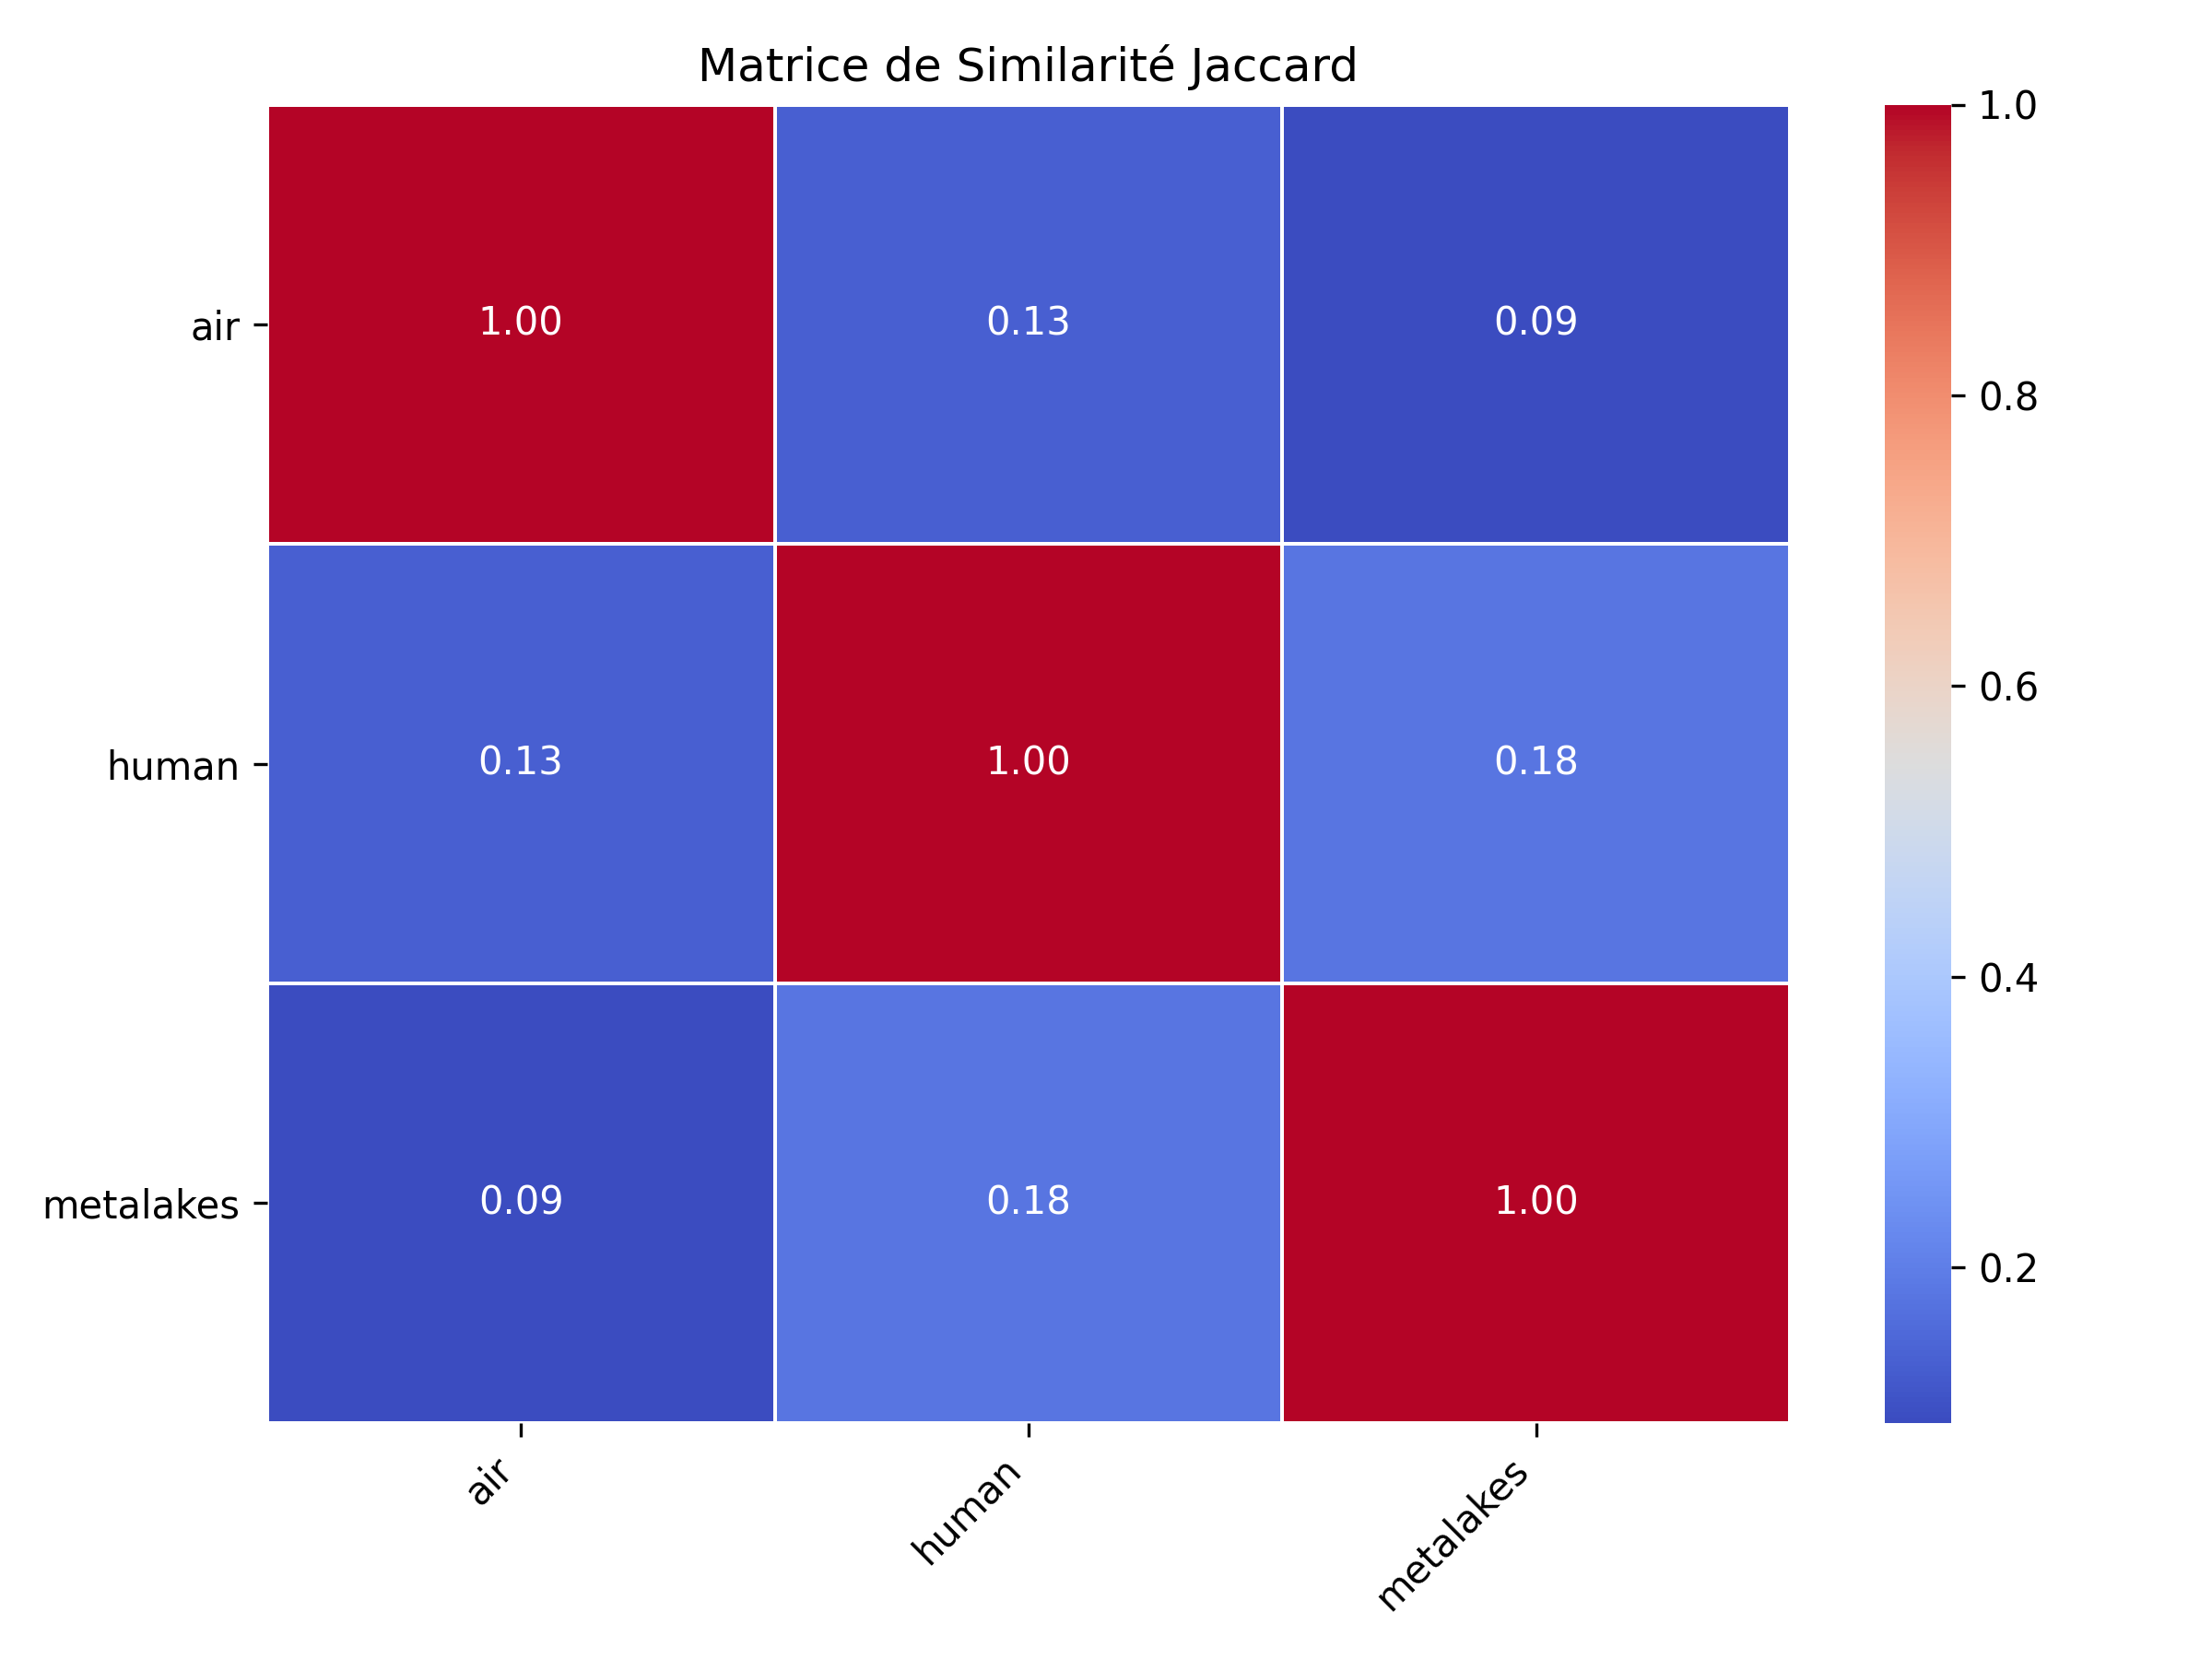 Matrice de Similarité Jaccard
air 1.00 0.13 0.09
human 0.13 1.00 0.18
metalakes 0.09 0.18 1.00
air human metalakes
1.0
0.8
0.6
0.4
0.2